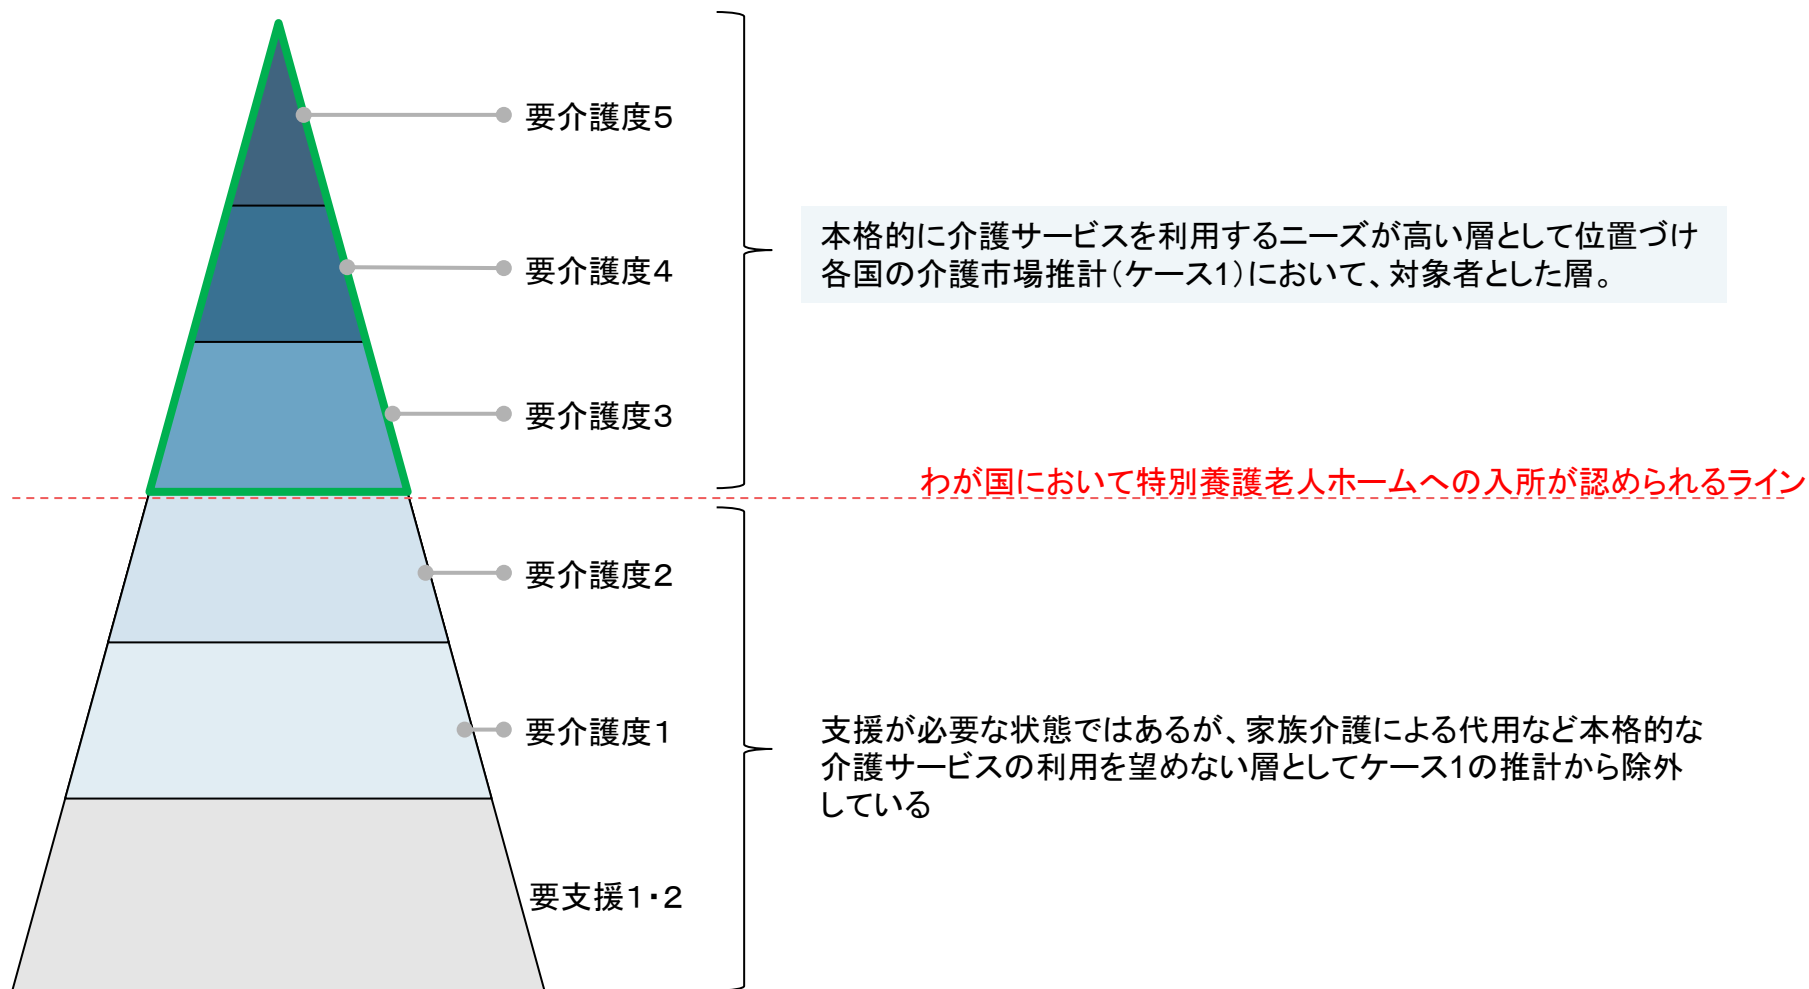 要介護度５
要介護度４
要介護度３
本格的に介護サービスを利用するニーズが高い層として位置づけ
各国の介護市場推計（ケース1）において、対象者とした層。
わが国において特別養護老人ホームへの入所が認められるライン
要介護度２
要介護度１
要支援１・２
支援が必要な状態ではあるが、家族介護による代用など本格的な
介護サービスの利用を望めない層としてケース1の推計から除外
している